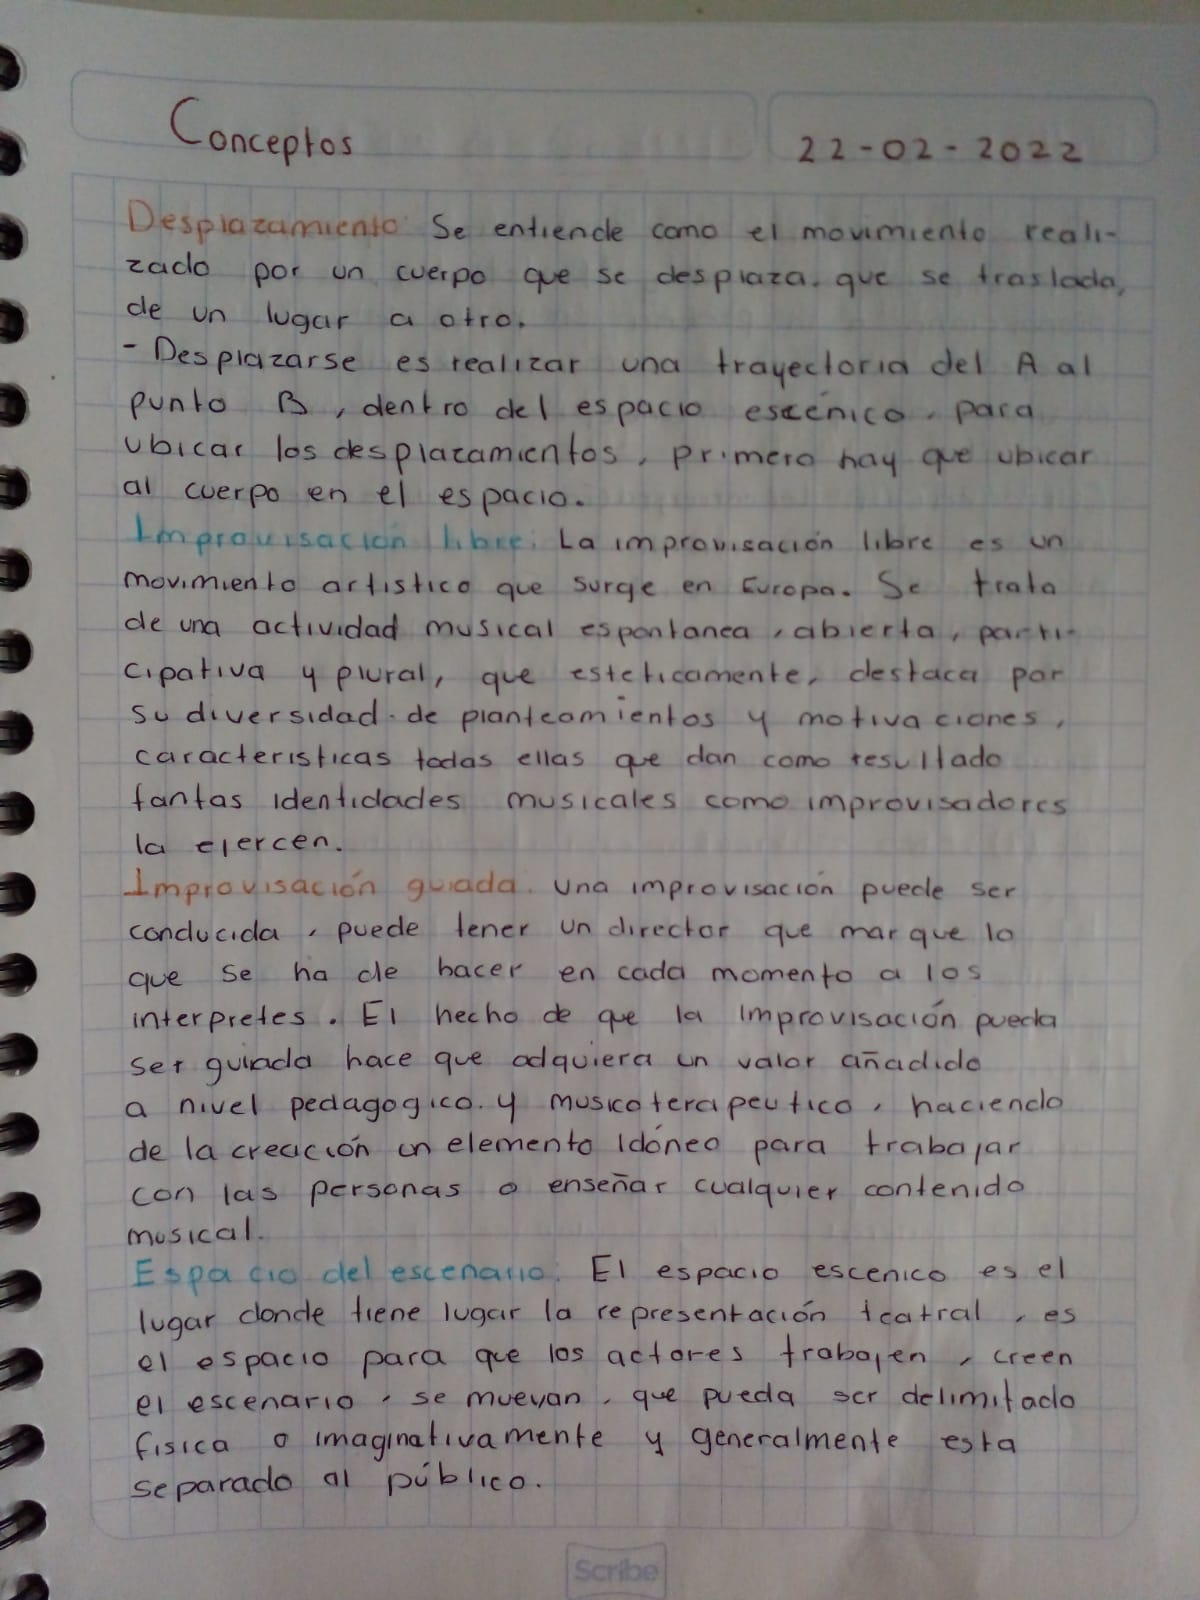 Conceptos
22-02-2022
Desplazamiento: Se entiende como el movimiento reali-
zado por un cuerpo que se desplaza, que se traslada,
de un lugar a otro.
- Desplazarse es realizar una trayectoria del A al
punto B, dentro del espacio escénico, para
ubicar los desplazamientos, primero hay que ubicar
al cuerpo en el espacio.
Improvisación libre: La improvisación libre es un
movimiento artistico que surge en Europa. Se trata
de una actividad musical espontanea, abierta, parti-
cipativa y plural, que esteticamente, destaca por
su diversidad de planteamientos y motivaciones,
caracteristicas todas ellas que dan como resultado
tantas identidades musicales como improvisadores
la ejercen.
Improvisación guiada. Una improvisación puede ser
conducida, puede tener un director que marque lo
que se ha de hacer en cada momento a los
interpretes. El hecho de que la improvisación pueda
ser guiada hace que adquiera un valor añadido
a nivel pedagogico. y musicoterapeutico, haciendo
de la creación un elemento idóneo para trabajar
con las personas o enseñar cualquier contenido
musical.
Espacio del escenario: El espacio escenico es el
lugar donde tiene lugar la representación teatral, es
el espacio para que los actores trabajen, creen
el escenario, se muevan, que pueda ser delimitado
fisica o imaginativamente y generalmente esta
separado al público.
Scribe